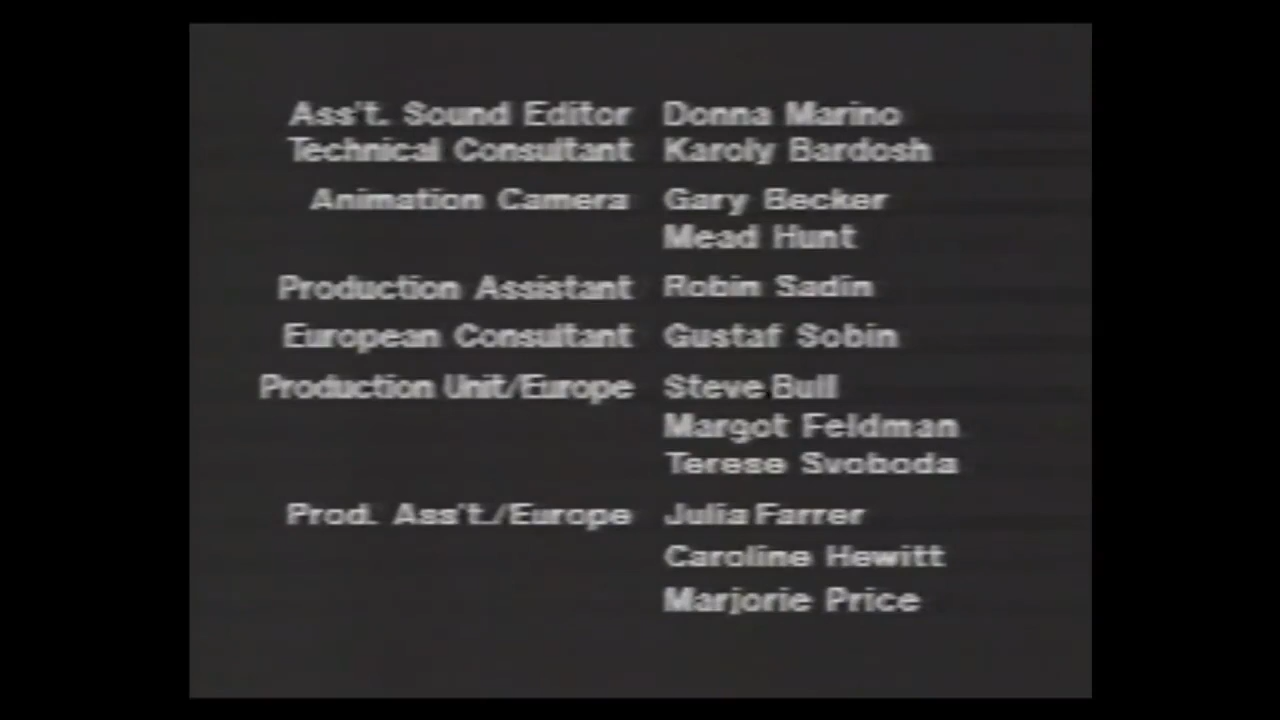 Ass't. Sound Editor Donna Marino
Technical Consultant Karoly Bardosh
Animation Camera Gary Becker
Mead Hunt
Production Assistant Robin Sadin
European Consultant Gustaf Sobin
Production Unit/Europe Steve Bull
Margot Feldman
Terese Svoboda
Prod. Ass't./Europe Julia Farrer
Caroline Hewitt
Marjorie Price